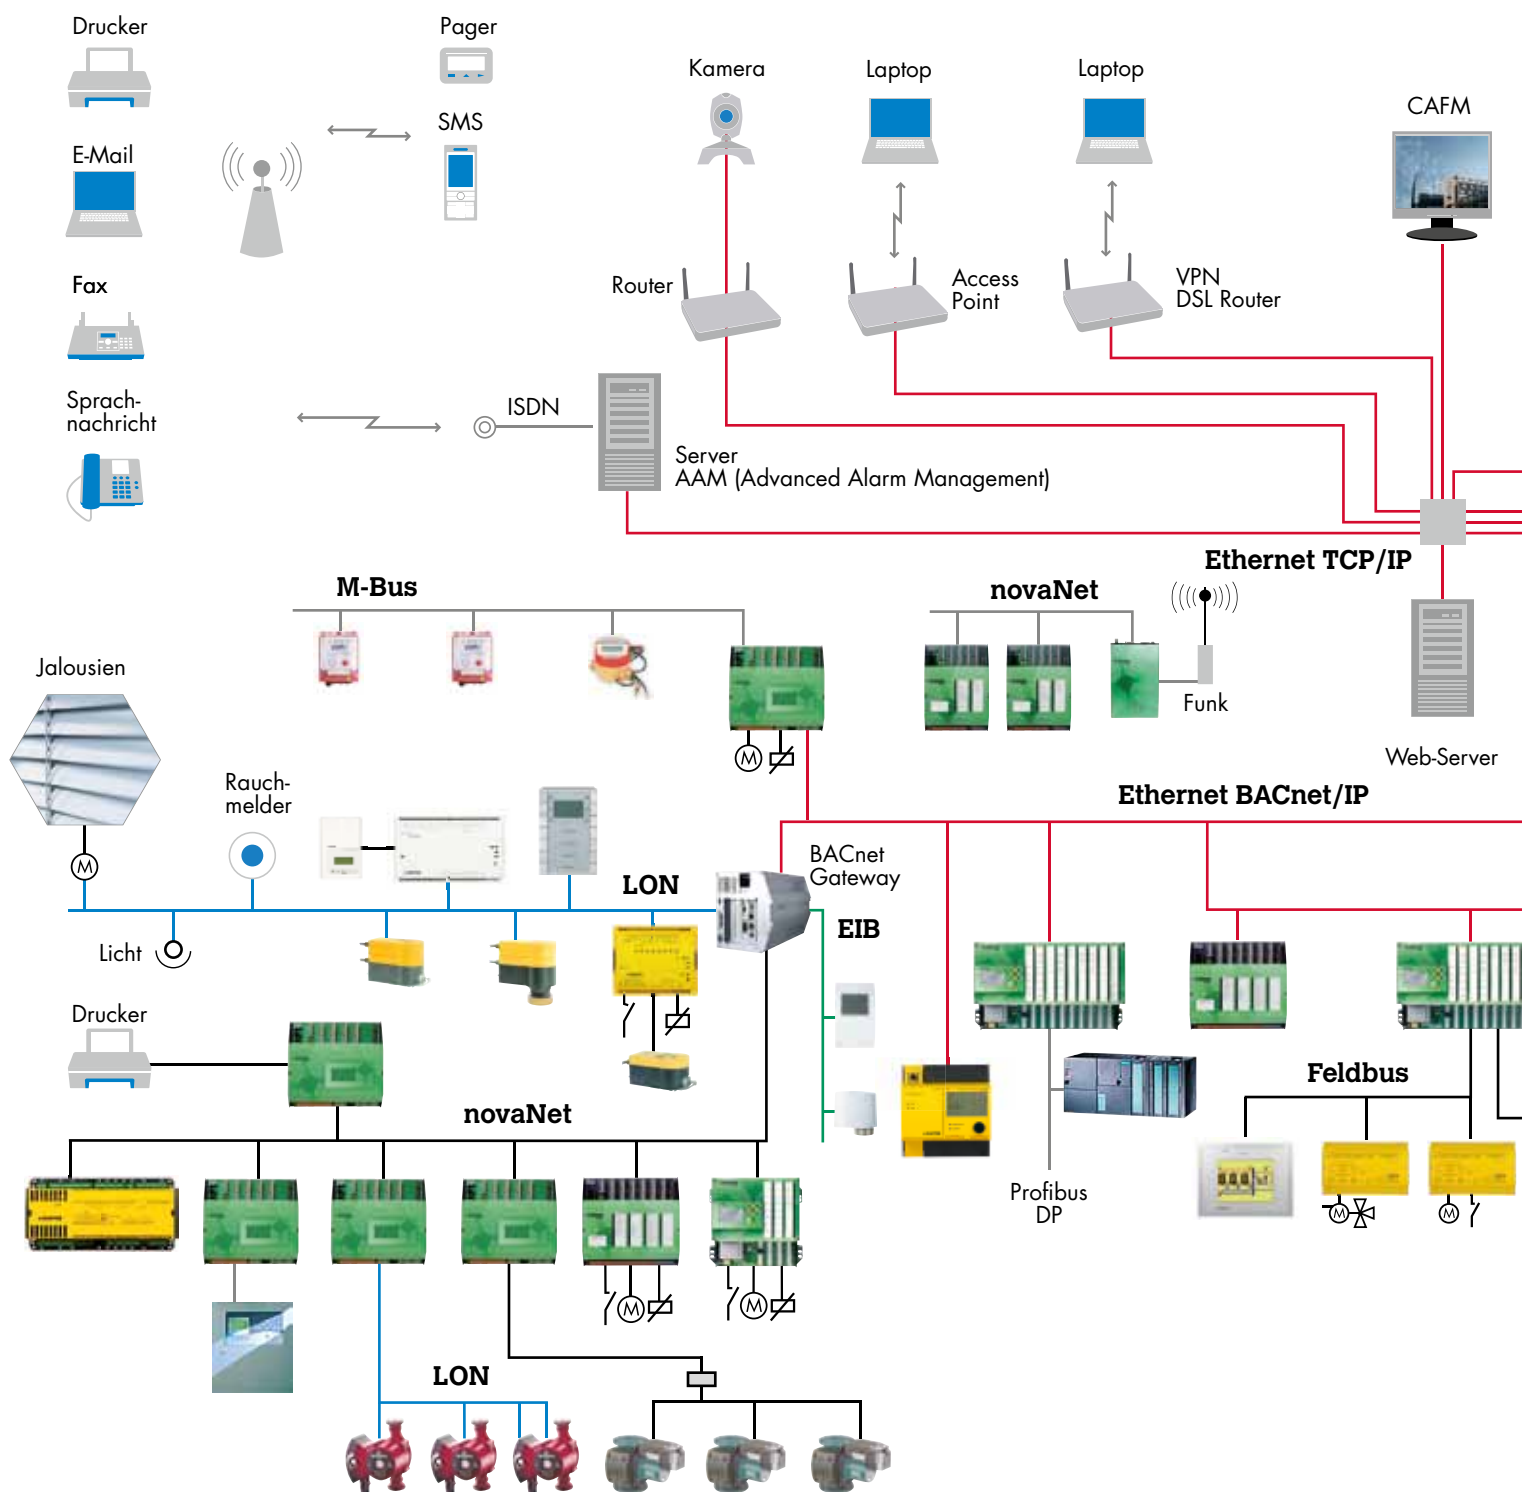 Drucker
Pager
Kamera
Laptop
Laptop
CAFM
SMS
E-Mail
Fax
Router
Access
Point
VPN
DSL Router
Sprach-
nachricht
ISDN
Server
AAM (Advanced Alarm Management)
Ethernet TCP/IP
M-Bus
novaNet
Jalousien
Funk
Web-Server
Rauch-
melder
Ethernet BACnet/IP
BACnet
Gateway
M
M
LON
EIB
Licht
Drucker
Feldbus
novaNet
Profibus
DP
M
M
M
M
LON